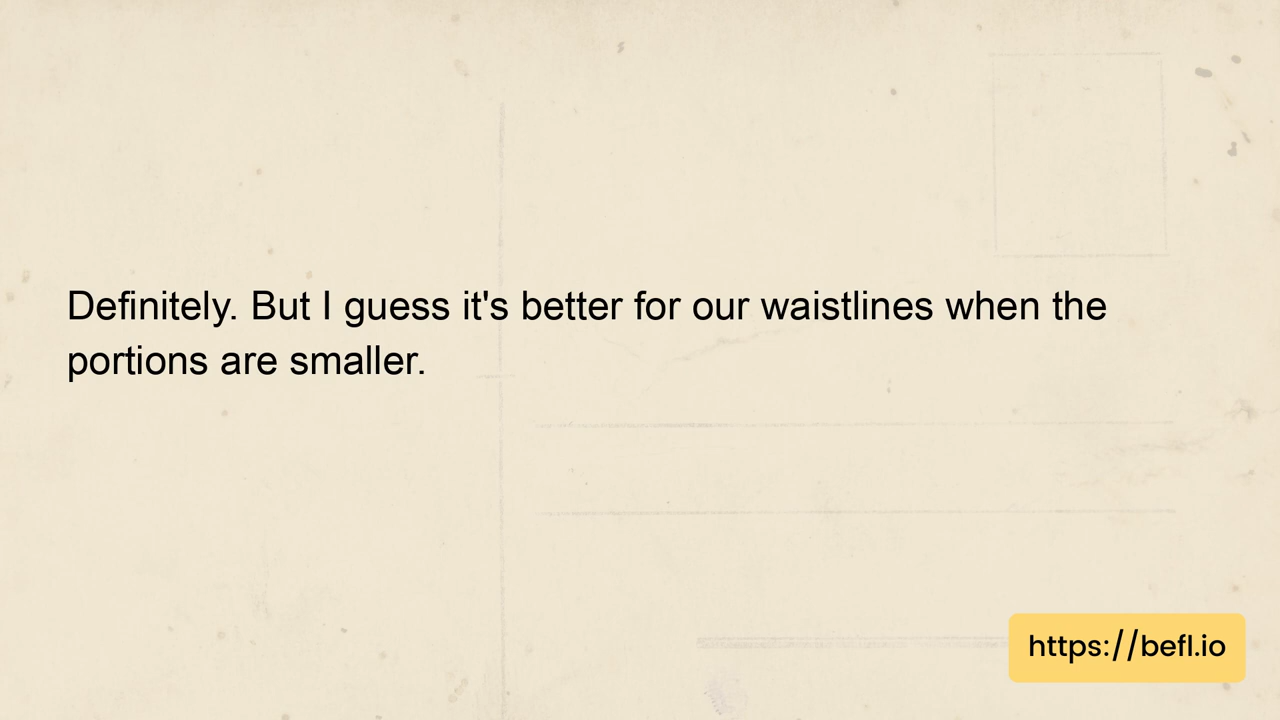 Definitely. But I guess it's better for our waistlines when the
portions are smaller.
https://befl.io